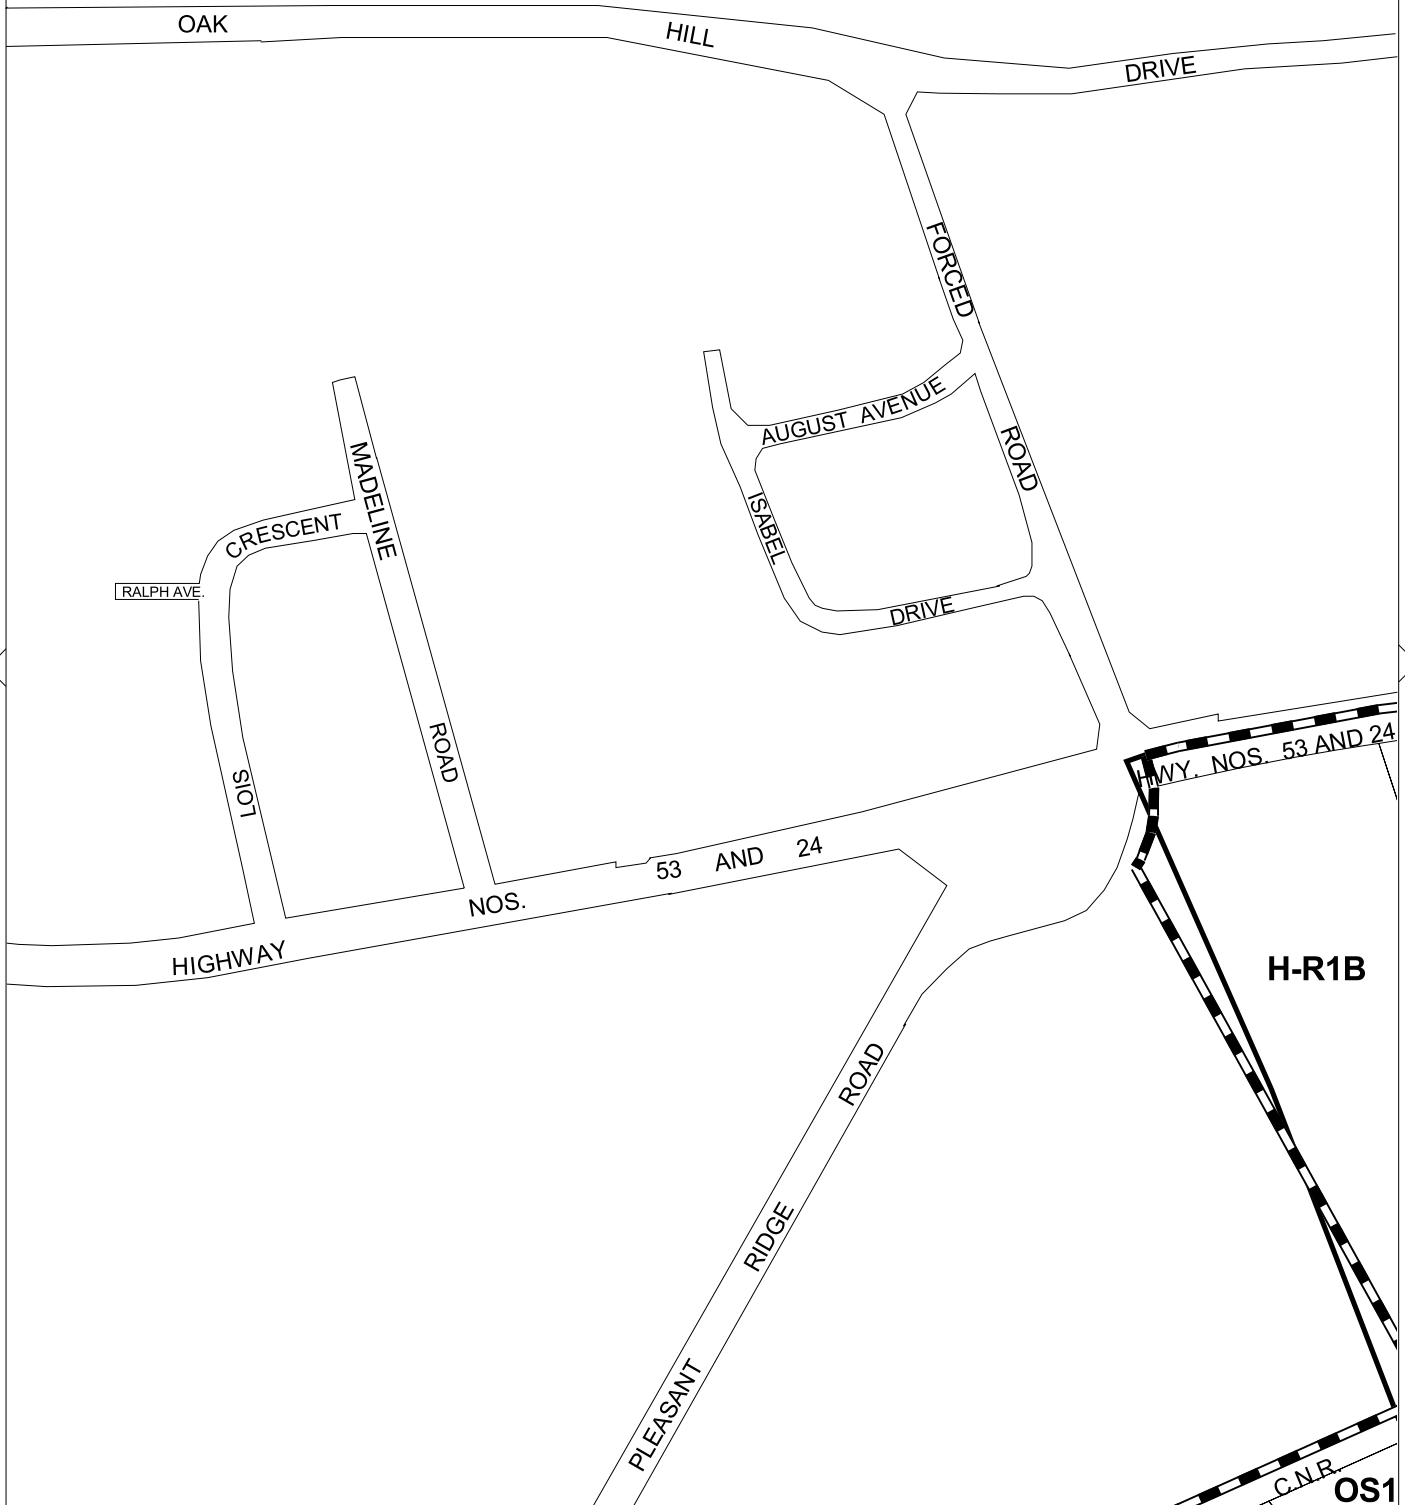 OAK HILL DRIVE
FORCED ROAD
AUGUST AVENUE
ISABEL DRIVE
MADELINE ROAD
CRESCENT
RALPH AVE.
LOIS
HWY. NOS. 53 AND 24
HIGHWAY NOS. 53 AND 24
H-R1B
PLEASANT RIDGE ROAD
C.N.R.
OS1